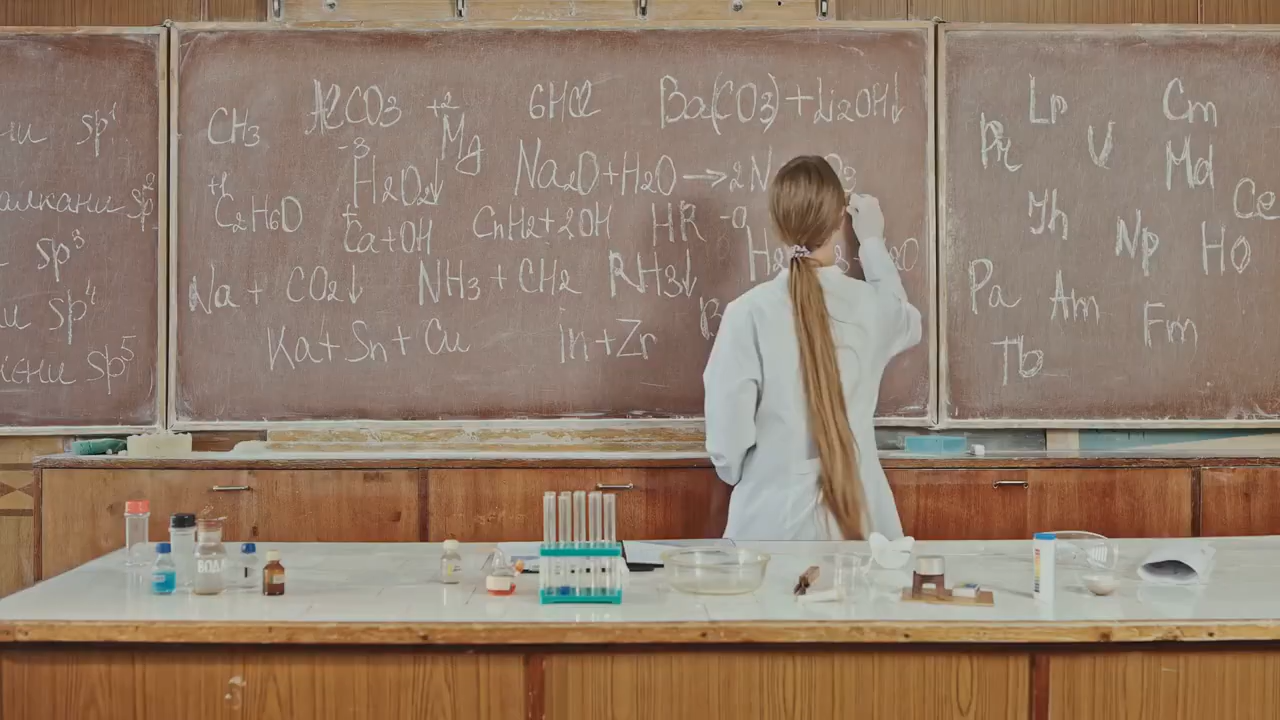 sp¹
алкани sp²
sp³
sp⁴
sp⁵
CH₃ AlCO₃ +2 Mg 6HCl Ba(CO₃)+Li₂OH↓
-3 H₂O₂↓ Na₂O+H₂O→2N
+1 C₂H₆O Ca+OH CnH₂+2OH HR
Na + CO₂↓ NH₃ + CH₂ RH₃↓
Ka+Sn+Cu In+Zr
Lr Cm
Pr V Md
Th Np Ho Ce
Pa Am Fm
Tb
ВОДА